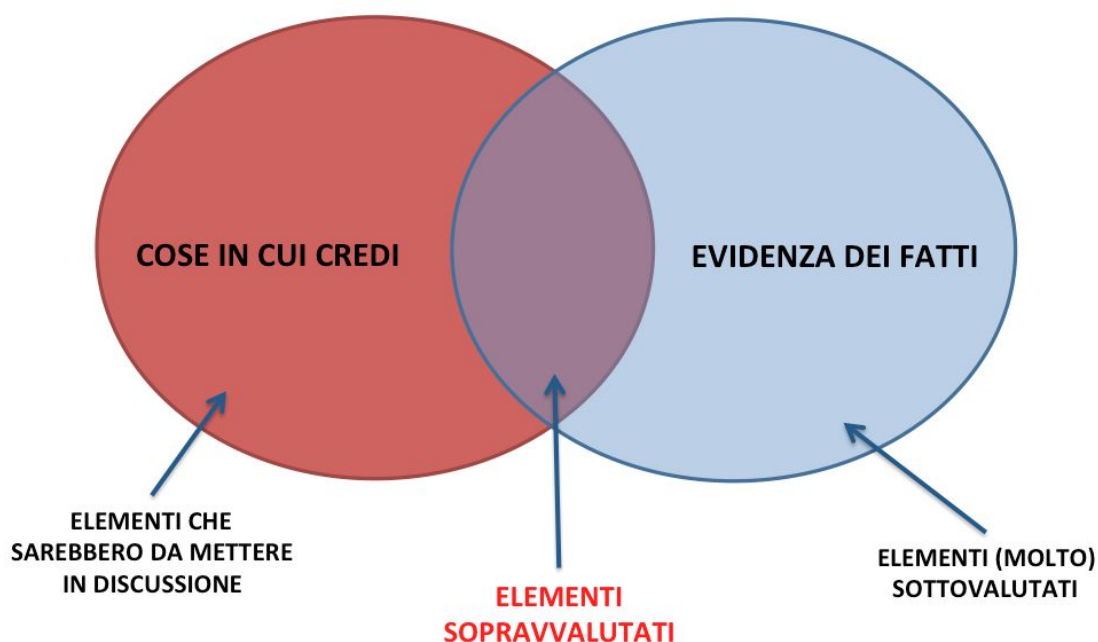 COSE IN CUI CREDI
EVIDENZA DEI FATTI
ELEMENTI CHE
SAREBBERO DA METTERE
IN DISCUSSIONE
ELEMENTI
SOPRAVVALUTATI
ELEMENTI (MOLTO)
SOTTOVALUTATI